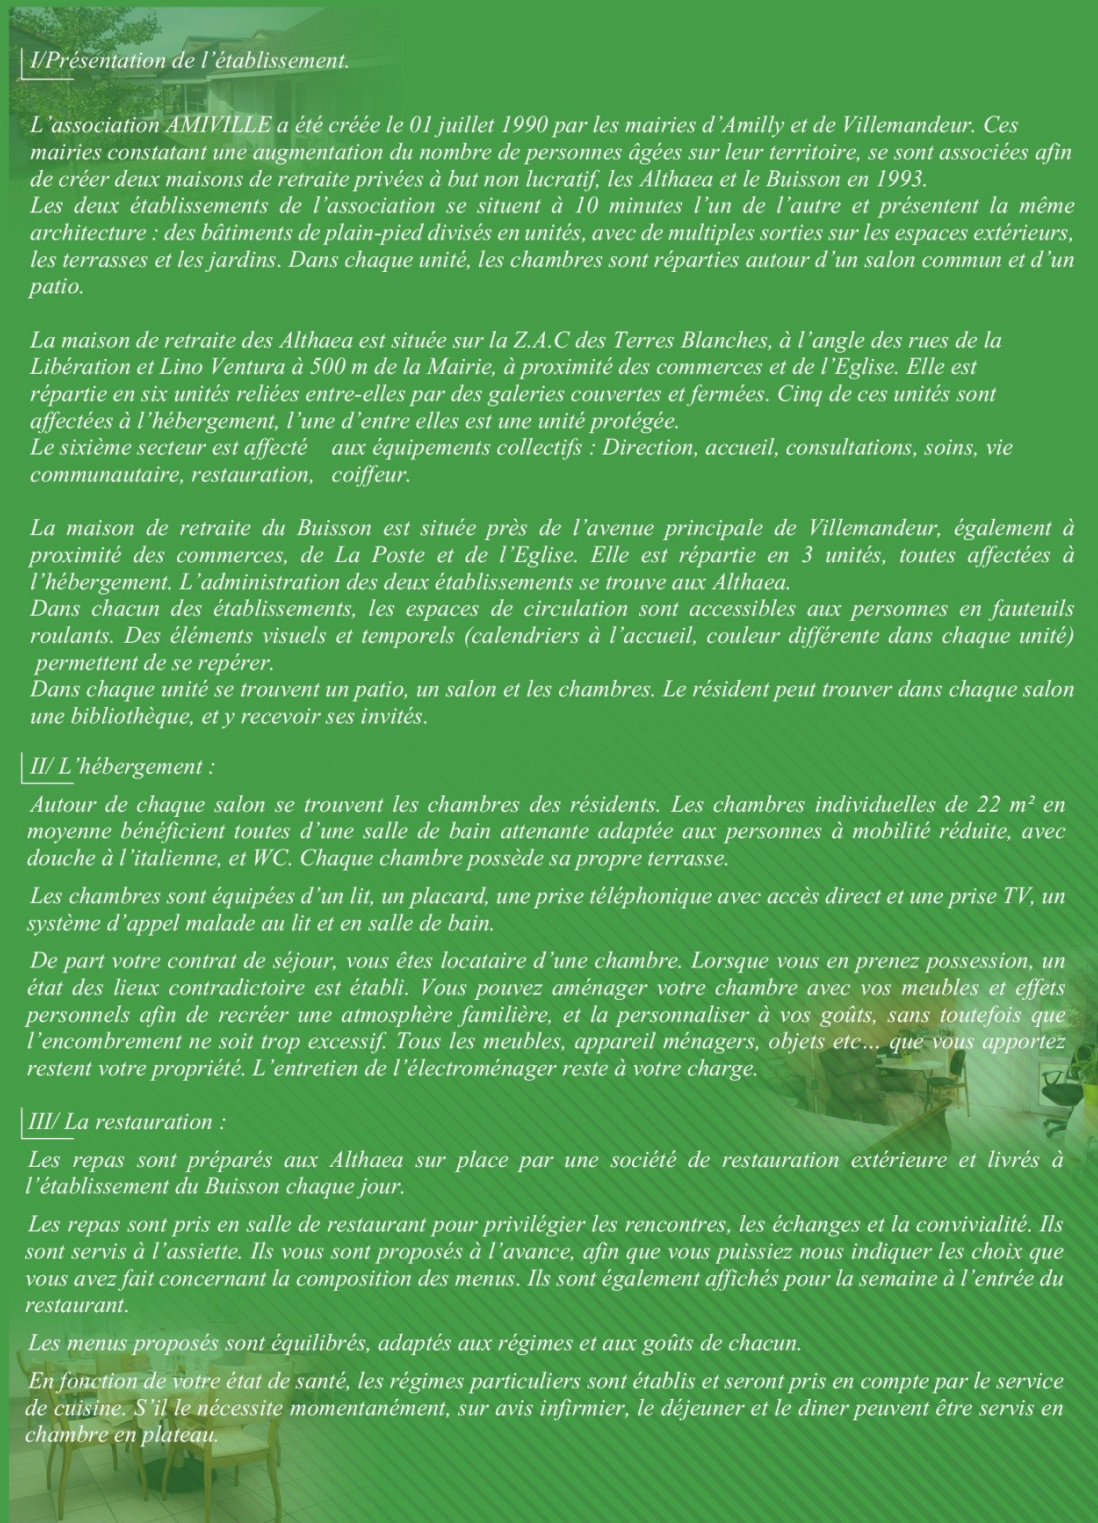 I/Présentation de l’établissement.
L’association AMIVILLE a été créée le 01 juillet 1990 par les mairies d’Amilly et de Villemandeur. Ces
mairies constatant une augmentation du nombre de personnes âgées sur leur territoire, se sont associées afin
de créer deux maisons de retraite privées à but non lucratif, les Althaea et le Buisson en 1993.
Les deux établissements de l’association se situent à 10 minutes l’un de l’autre et présentent la même
architecture : des bâtiments de plain-pied divisés en unités, avec de multiples sorties sur les espaces extérieurs,
les terrasses et les jardins. Dans chaque unité, les chambres sont réparties autour d’un salon commun et d’un
patio.
La maison de retraite des Althaea est située sur la Z.A.C des Terres Blanches, à l’angle des rues de la
Libération et Lino Ventura à 500 m de la Mairie, à proximité des commerces et de l’Eglise. Elle est
répartie en six unités reliées entre-elles par des galeries couvertes et fermées. Cinq de ces unités sont
affectées à l’hébergement, l’une d’entre elles est une unité protégée.
Le sixième secteur est affecté aux équipements collectifs : Direction, accueil, consultations, soins, vie
communautaire, restauration, coiffeur.
La maison de retraite du Buisson est située près de l’avenue principale de Villemandeur, également à
proximité des commerces, de La Poste et de l’Eglise. Elle est répartie en 3 unités, toutes affectées à
l’hébergement. L’administration des deux établissements se trouve aux Althaea.
Dans chacun des établissements, les espaces de circulation sont accessibles aux personnes en fauteuils
roulants. Des éléments visuels et temporels (calendriers à l’accueil, couleur différente dans chaque unité)
permettent de se repérer.
Dans chaque unité se trouvent un patio, un salon et les chambres. Le résident peut trouver dans chaque salon
une bibliothèque, et y recevoir ses invités.
II/ L’hébergement :
Autour de chaque salon se trouvent les chambres des résidents. Les chambres individuelles de 22 m² en
moyenne bénéficient toutes d’une salle de bain attenante adaptée aux personnes à mobilité réduite, avec
douche à l’italienne, et WC. Chaque chambre possède sa propre terrasse.
Les chambres sont équipées d’un lit, un placard, une prise téléphonique avec accès direct et une prise TV, un
système d’appel malade au lit et en salle de bain.
De part votre contrat de séjour, vous êtes locataire d’une chambre. Lorsque vous en prenez possession, un
état des lieux contradictoire est établi. Vous pouvez aménager votre chambre avec vos meubles et effets
personnels afin de recréer une atmosphère familière, et la personnaliser à vos goûts, sans toutefois que
l’encombrement ne soit trop excessif. Tous les meubles, appareil ménagers, objets etc… que vous apportez
restent votre propriété. L’entretien de l’électroménager reste à votre charge.
III/ La restauration :
Les repas sont préparés aux Althaea sur place par une société de restauration extérieure et livrés à
l’établissement du Buisson chaque jour.
Les repas sont pris en salle de restaurant pour privilégier les rencontres, les échanges et la convivialité. Ils
sont servis à l’assiette. Ils vous sont proposés à l’avance, afin que vous puissiez nous indiquer les choix que
vous avez fait concernant la composition des menus. Ils sont également affichés pour la semaine à l’entrée du
restaurant.
Les menus proposés sont équilibrés, adaptés aux régimes et aux goûts de chacun.
En fonction de votre état de santé, les régimes particuliers sont établis et seront pris en compte par le service
de cuisine. S’il le nécessite momentanément, sur avis infirmier, le déjeuner et le diner peuvent être servis en
chambre en plateau.